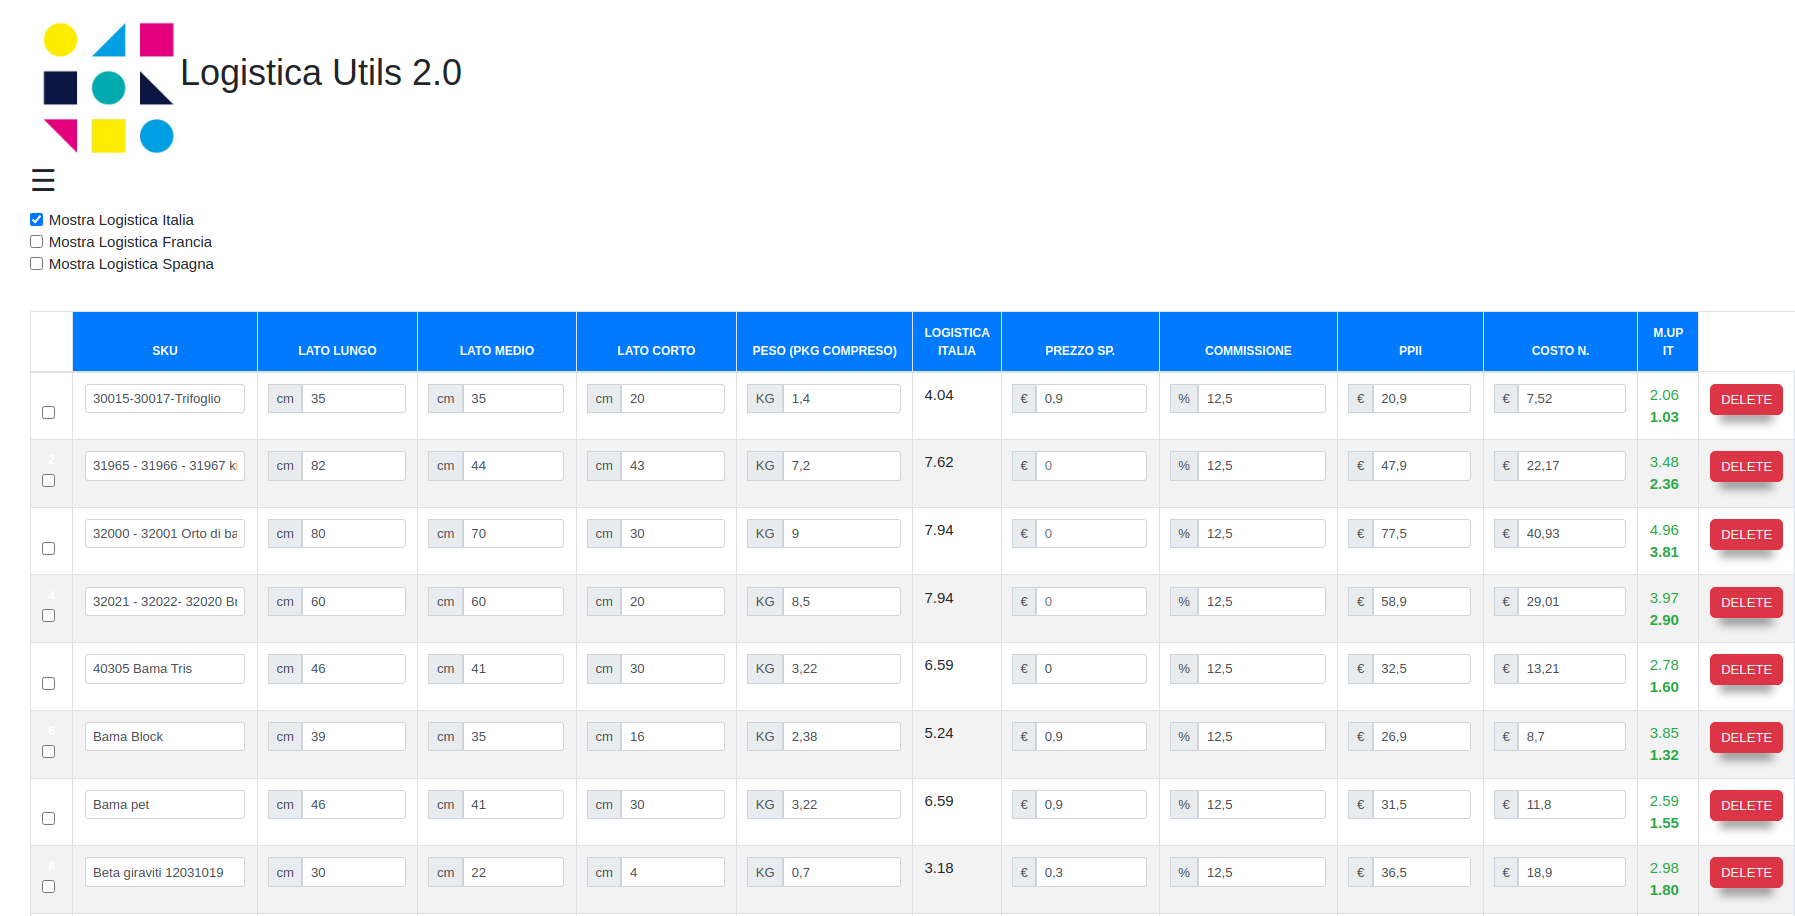 Logistica Utils 2.0
☰
Mostra Logistica Italia
Mostra Logistica Francia
Mostra Logistica Spagna
SKU LATO LUNGO LATO MEDIO LATO CORTO PESO (PKG COMPRESO) LOGISTICA ITALIA PREZZO SP. COMMISSIONE PPII COSTO N. M.UP IT
30015-30017-Trifoglio cm 35 cm 35 cm 20 KG 1,4 4.04 € 0,9 % 12,5 € 20,9 € 7,52 2.06 DELETE
1.03
2 31965 - 31966 - 31967 cm 82 cm 44 cm 43 KG 7,2 7.62 € 0 % 12,5 € 47,9 € 22,17 3.48 DELETE
2.36
32000 - 32001 Orto di ba cm 80 cm 70 cm 30 KG 9 7.94 € 0 % 12,5 € 77,5 € 40,93 4.96 DELETE
3.81
4 32021 - 32022- 32020 cm 60 cm 60 cm 20 KG 8,5 7.94 € 0 % 12,5 € 58,9 € 29,01 3.97 DELETE
2.90
40305 Bama Tris cm 46 cm 41 cm 30 KG 3,22 6.59 € 0 % 12,5 € 32,5 € 13,21 2.78 DELETE
1.60
6 Bama Block cm 39 cm 35 cm 16 KG 2,38 5.24 € 0,9 % 12,5 € 26,9 € 8,7 3.85 DELETE
1.32
Bama pet cm 46 cm 41 cm 30 KG 3,22 6.59 € 0,9 % 12,5 € 31,5 € 11,8 2.59 DELETE
1.55
8 Beta giraviti 12031019 cm 30 cm 22 cm 4 KG 0,7 3.18 € 0,3 % 12,5 € 36,5 € 18,9 2.98 DELETE
1.80